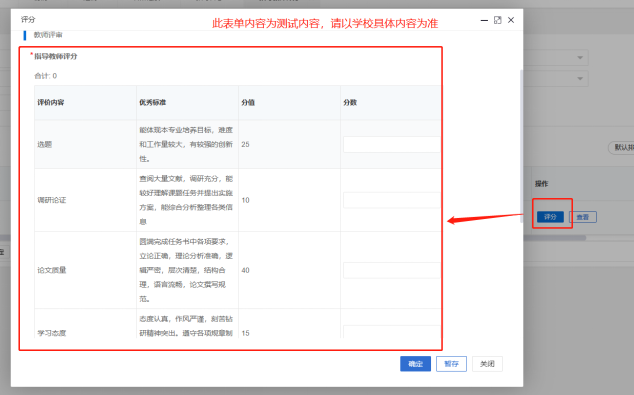 评分
此表单内容为测试内容，请以学校具体内容为准
教师评审
*指导教师评分
合计: 0
评价内容 优秀标准 分值 分数
选题
能体现本专业培养目标，难度
和工作量较大，有较强的创新
性。
25
调研论证
查阅大量文献，调研充分，能
较好理解课题任务并提出实施
方案，能综合分析整理各类信
息
10
论文质量
圆满完成任务书中各项要求，
立论正确，理论分析准确，逻
辑严密，层次清楚，结构合
理，语言流畅，论文撰写规
范。
40
学习态度
态度认真，作风严谨，刻苦钻
研精神突出。遵守各项规章制
15
确定 暂存 关闭
默认排
操作
评分 查看